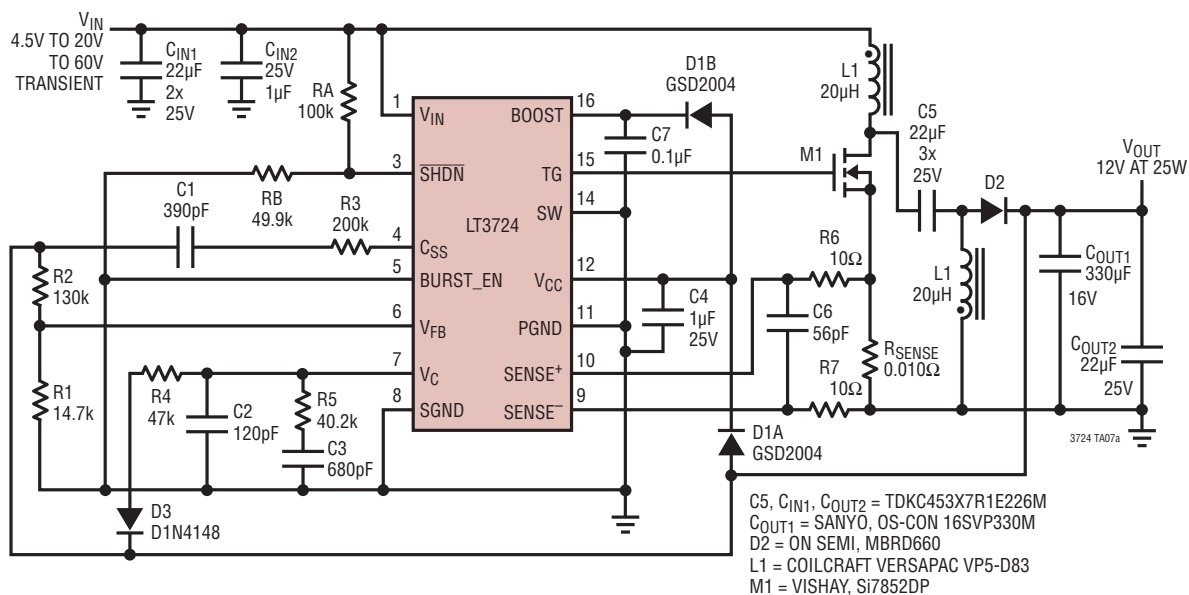 VIN
4.5V TO 20V
TO 60V
TRANSIENT
CIN1
22µF
2x
25V
CIN2
25V
1µF
RA
100k
D1B
GSD2004
L1
20µH
C5
22µF
3x
25V
1
VIN
BOOST
16
C7
0.1µF
M1
VOUT
12V AT 25W
D2
3
SHDN
TG
15
RB
49.9k
C1
390pF
R3
200k
LT3724
SW
14
4
CSS
R2
130k
5
BURST_EN
VCC
12
R6
10Ω
L1
20µH
COUT1
330µF
16V
C4
1µF
25V
C6
56pF
6
VFB
PGND
11
RSENSE
0.010Ω
COUT2
22µF
25V
7
VC
SENSE+
10
R7
10Ω
R1
14.7k
R4
47k
C2
120pF
R5
40.2k
8
SGND
SENSE–
9
C3
680pF
D1A
GSD2004
3724 TA07a
D3
D1N4148
C5, CIN1, COUT2 = TDKC453X7R1E226M
COUT1 = SANYO, OS-CON 16SVP330M
D2 = ON SEMI, MBRD660
L1 = COILCRAFT VERSAPAC VP5-D83
M1 = VISHAY, Si7852DP